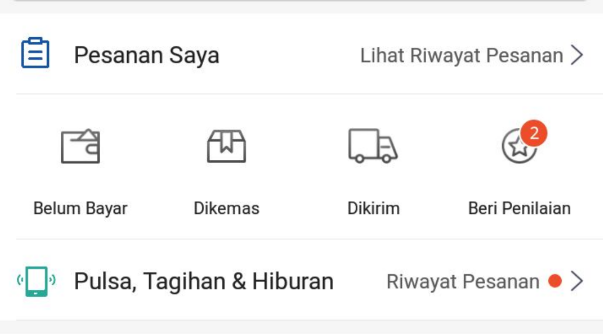 Pesanan Saya Lihat Riwayat Pesanan
2
Belum Bayar Dikemas Dikirim Beri Penilaian
Pulsa, Tagihan & Hiburan Riwayat Pesanan